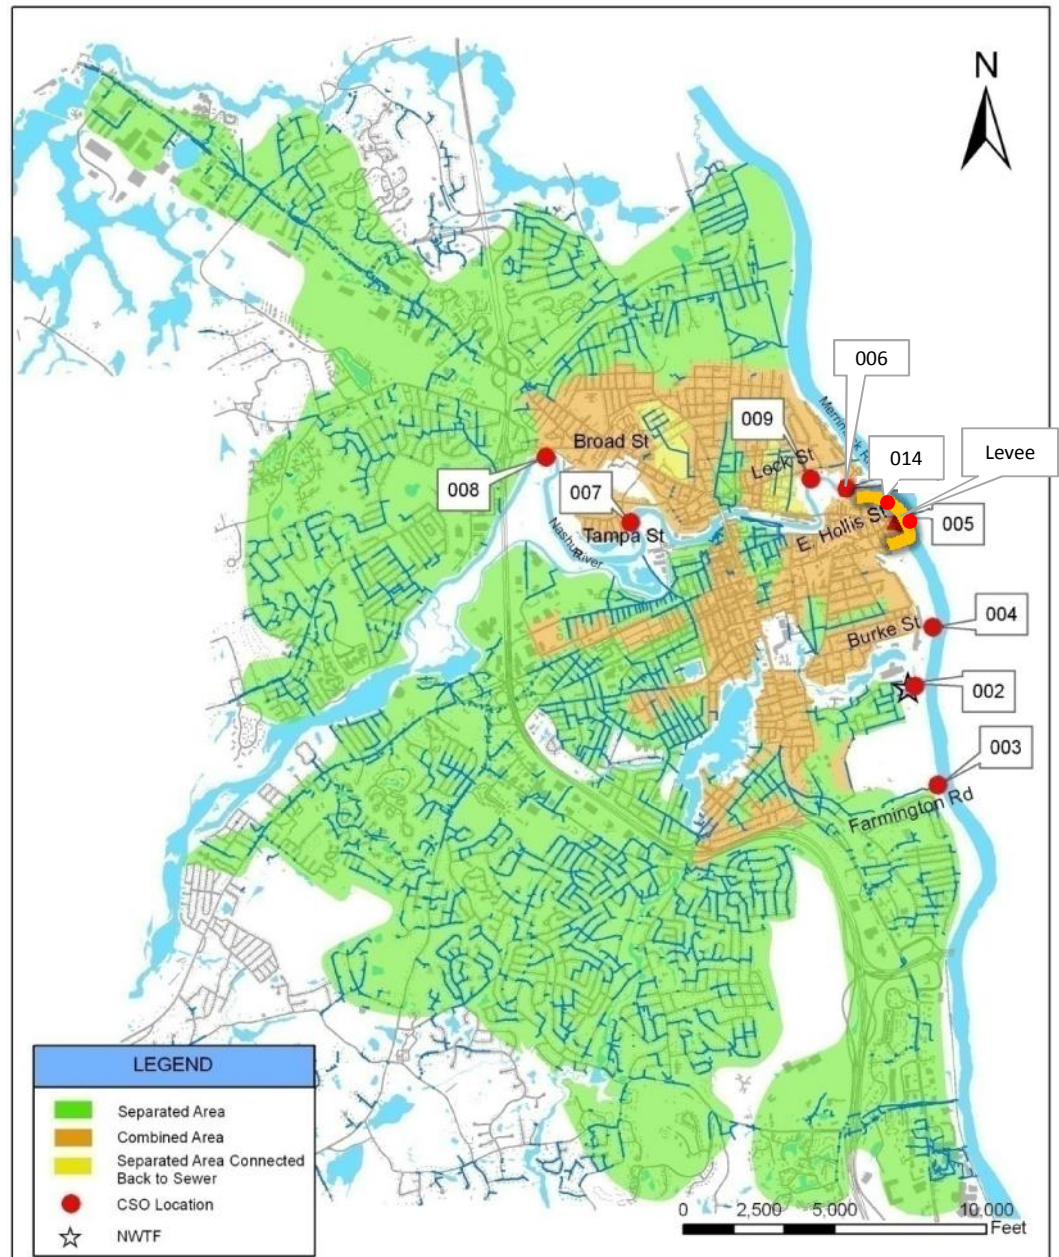 N
006
009
Merrimack R
014
Levee
Broad St
Lock St
008
007
E. Hollis St
005
Tampa St
Nashua River
004
Burke St
002
003
Farmington Rd
LEGEND
Separated Area
Combined Area
Separated Area Connected
Back to Sewer
CSO Location
NWTF
0 2,500 5,000 10,000
Feet